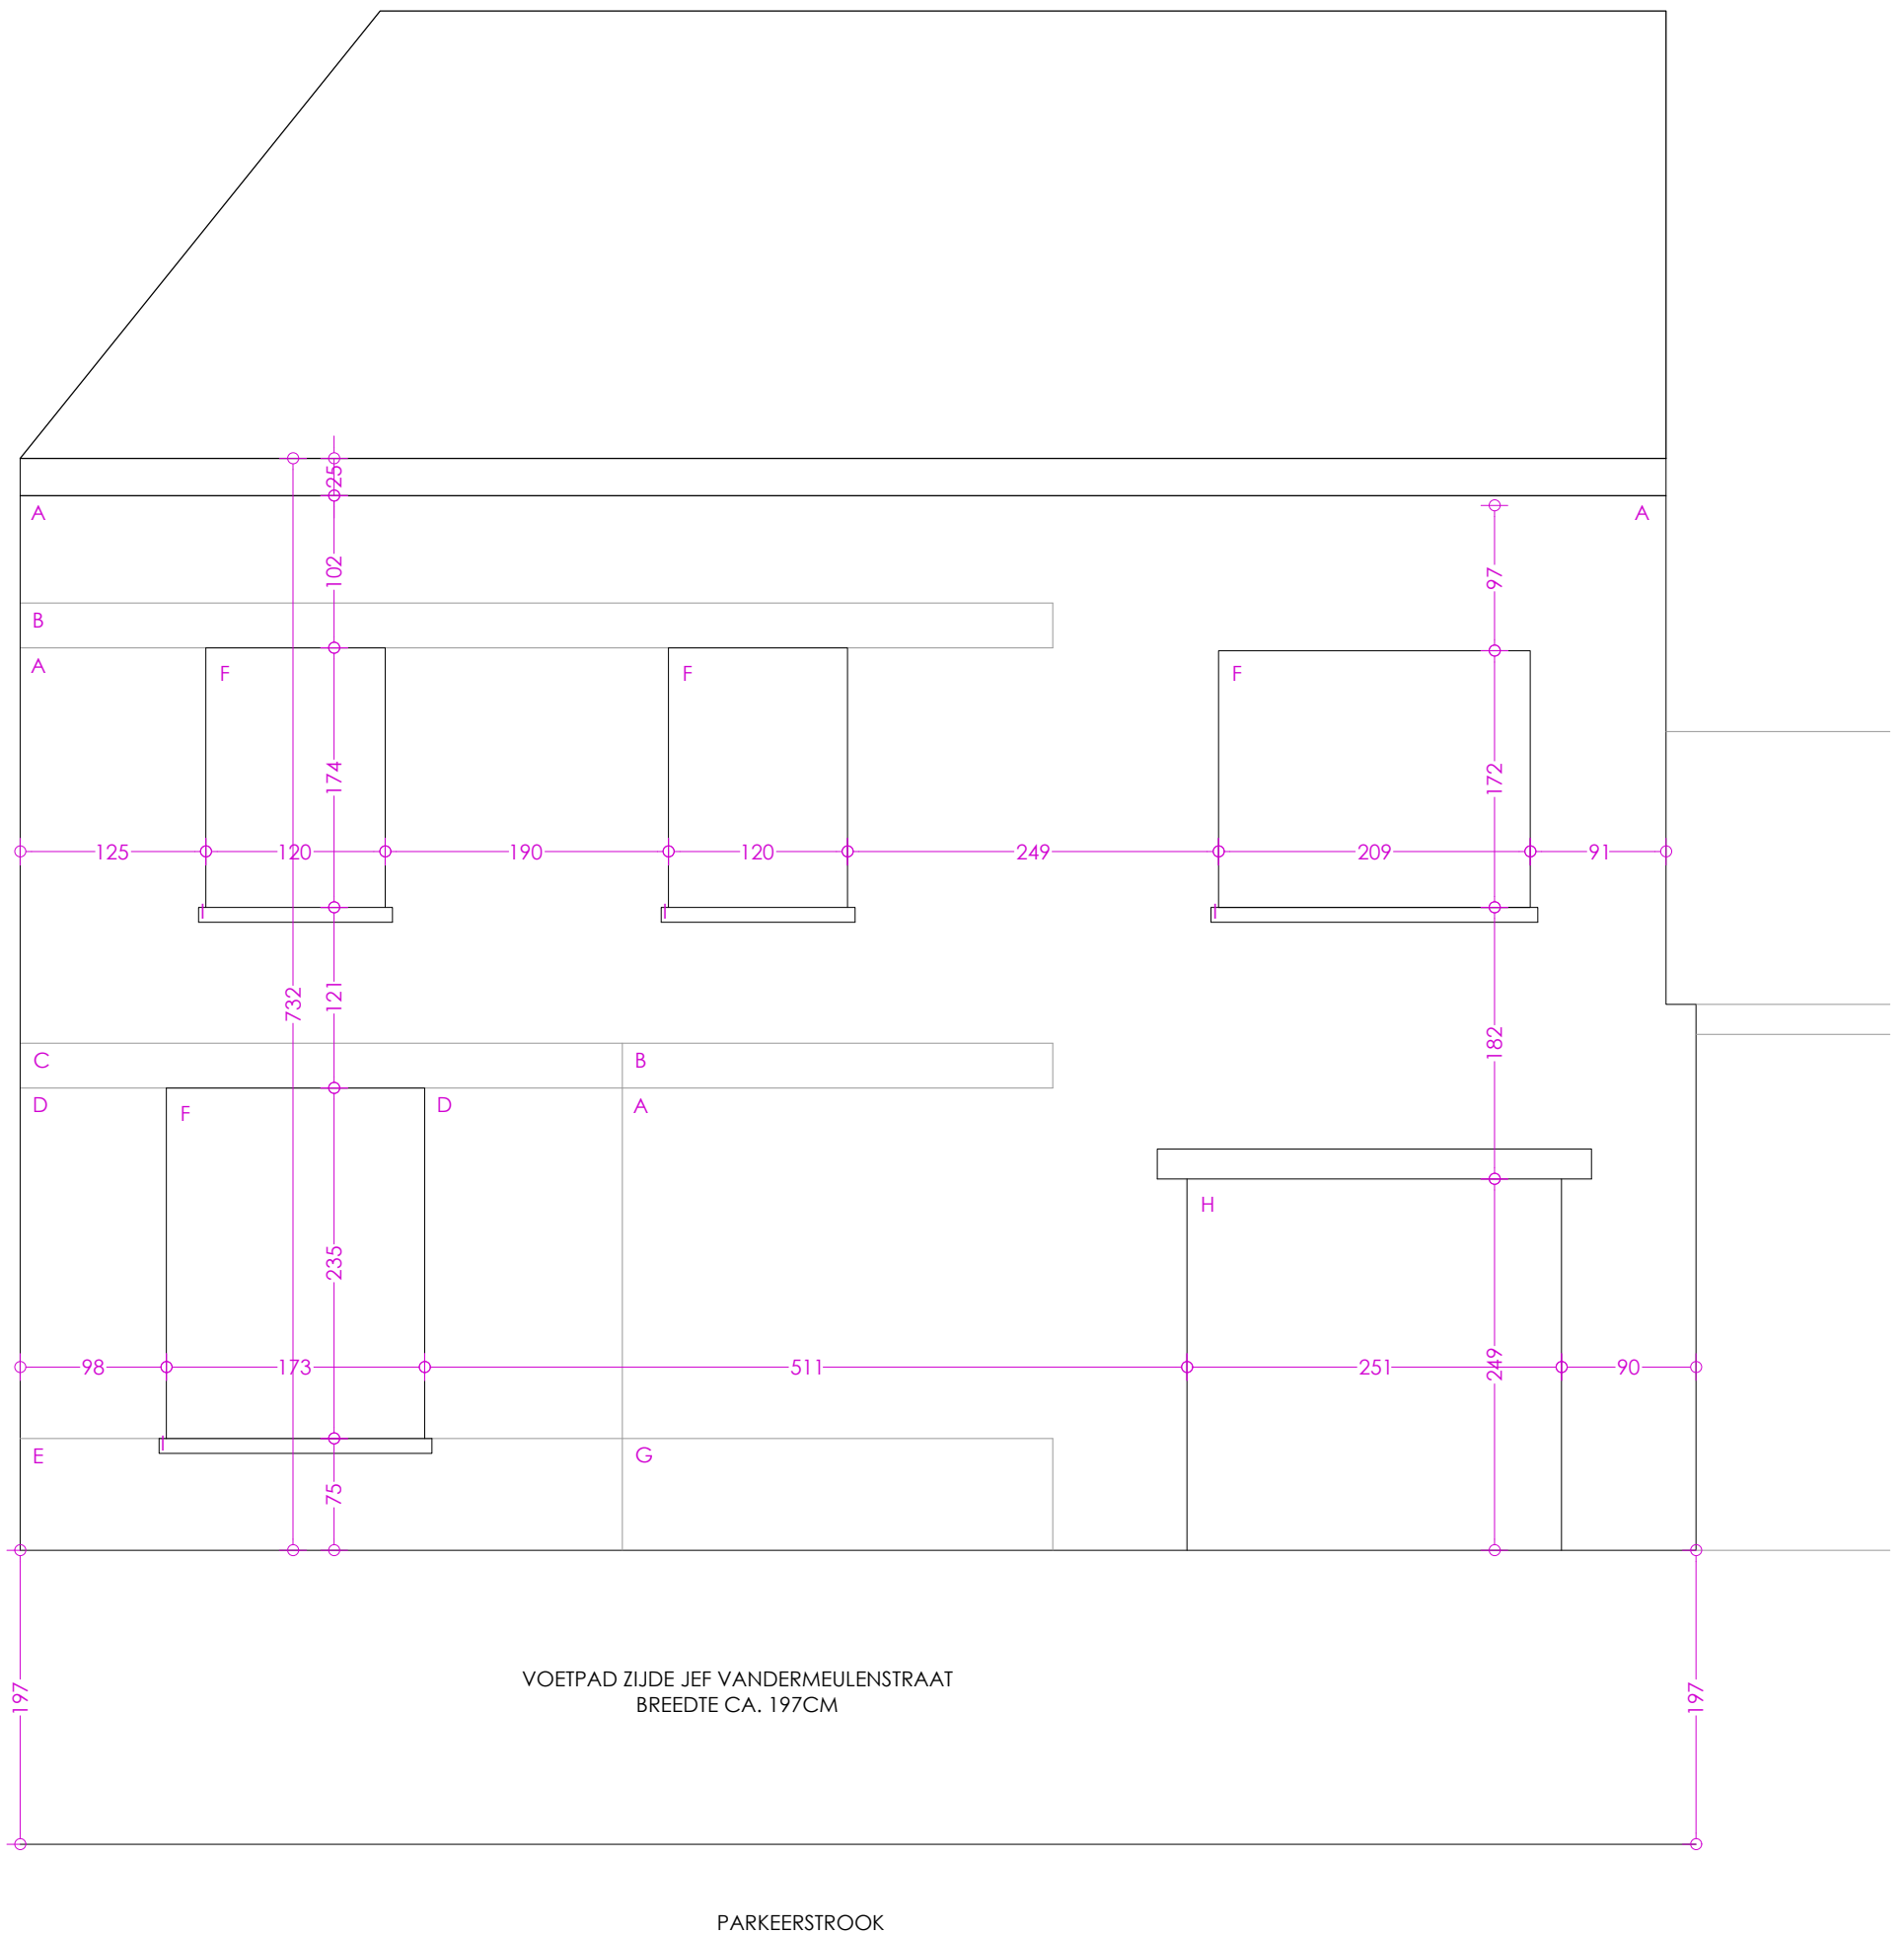 25
A
A
102
97
B
A
F
F
F
174
172
125
120
190
120
249
209
91
I
I
I
732
121
182
C
B
D
F
D
A
H
235
98
173
511
251
249
90
I
E
G
75
VOETPAD ZIJDE JEF VANDERMEULENSTRAAT
BREEDTE CA. 197CM
197
197
PARKEERSTROOK